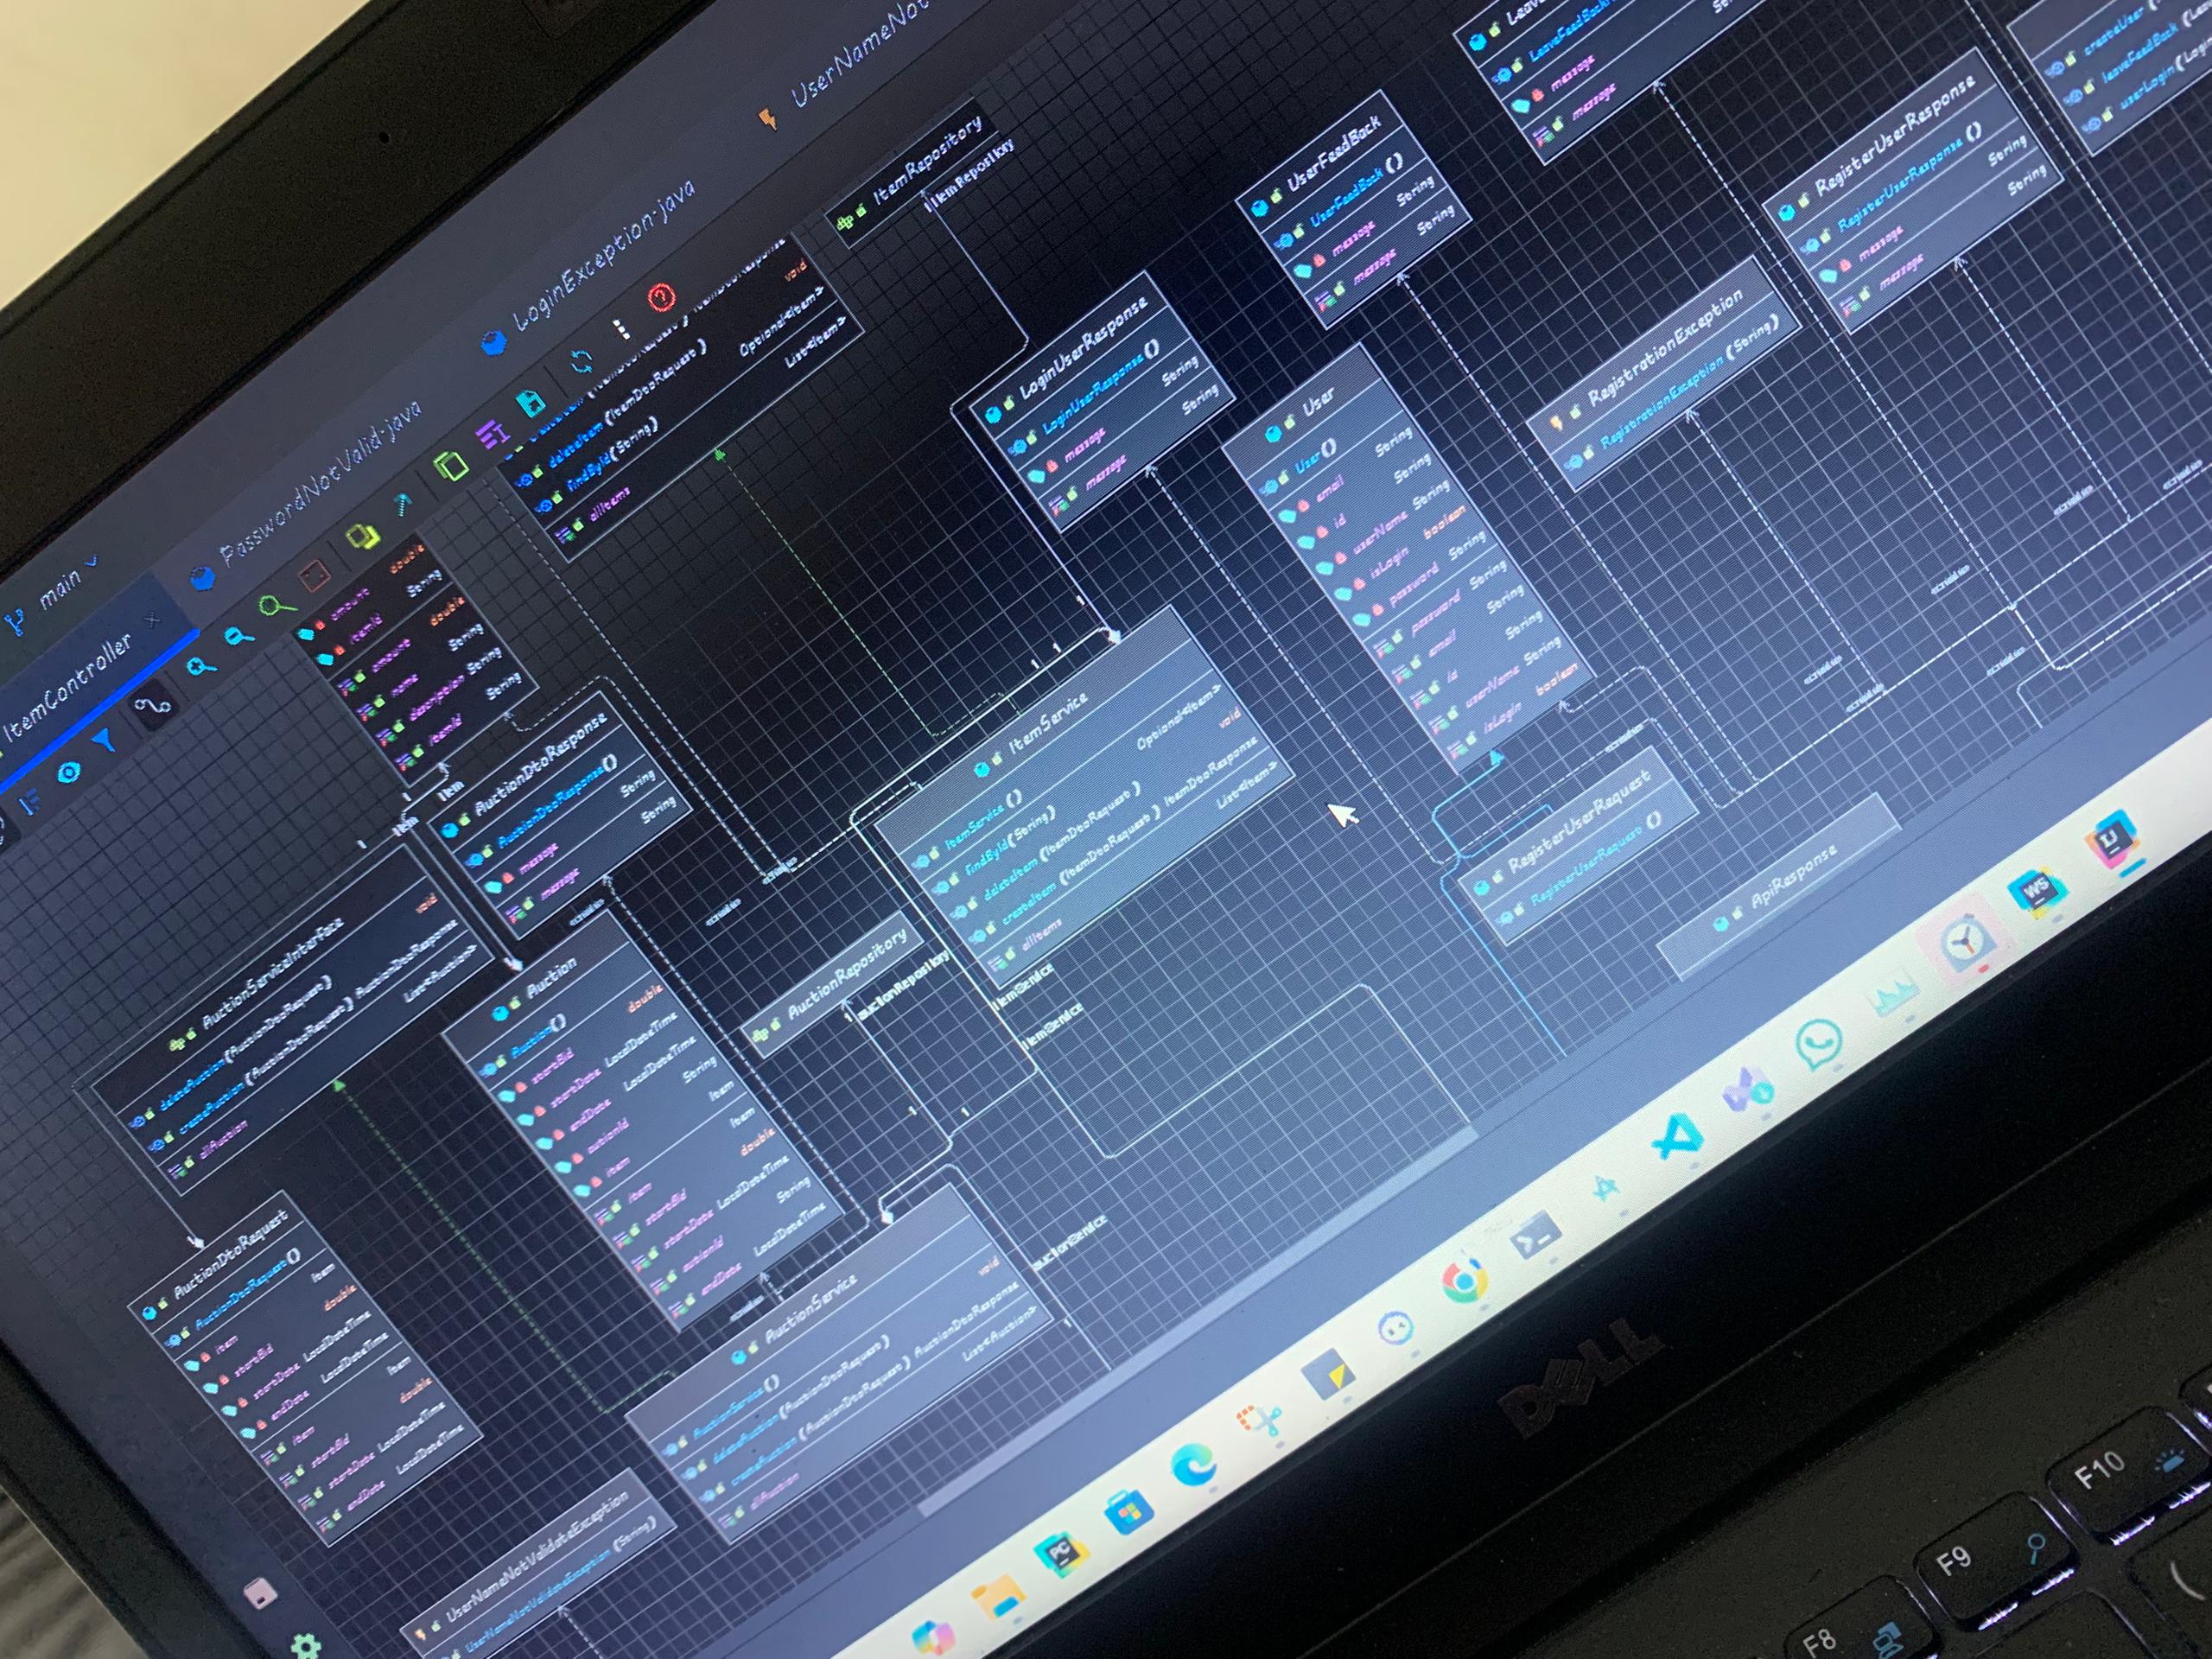 main
ItemController
PasswordNotValid.java
LoginException.java
UserNameNot
double
amount
itemId
String
amount
double
name
String
description
String
itemId
String
void
deleteItem (ItemDtoRequest)
findById(String)
Optional<Item>
allItems
List<Item>
ItemRepository
itemRepository
LoginUserResponse
LoginUserResponse ()
message
String
message
String
UserFeedBack
UserFeedBack ()
message
String
message
String
LeaveFeedBack
message
message
RegisterUserResponse
RegisterUserResponse ()
message
String
message
String
createUser
leaveFeedBack
userLogin
RegistrationException
RegistrationException (String)
User
User()
email
String
id
String
userName
String
isLogin
boolean
password
String
password
String
email
String
id
String
userName
String
isLogin
boolean
RegisterUserRequest
RegisterUserRequest ()
ApiResponse
ItemService
ItemService ()
findById(String)
Optional<Item>
deleteItem (ItemDtoRequest)
void
createItem (ItemDtoRequest) ItemDtoResponse
allItems
List<Item>
itemService
itemService
item
item
AuctionDtoResponse
AuctionDtoResponse()
message
String
message
String
AuctionServiceInterface
deleteAuction(AuctionDtoRequest)
void
createAuction (AuctionDtoRequest) AuctionDtoResponse
allAuction
List<Auction>
Auction
Auction()
startBid
double
startDate
LocalDateTime
endDate
LocalDateTime
autionId
String
item
Item
item
Item
startBid
double
startDate
LocalDateTime
autionId
String
endDate
LocalDateTime
AuctionRepository
auctionRepository
AuctionDtoRequest
AuctionDtoRequest()
item
Item
startBid
double
startDate
LocalDateTime
endDate
LocalDateTime
item
Item
startBid
double
startDate
LocalDateTime
endDate
LocalDateTime
AuctionService
AuctionService ()
deleteAuction (AuctionDtoRequest)
void
createAuction (AuctionDtoRequest) AuctionDtoResponse
allAuction
List<Auction>
auctionService
UserNameNotValidateException
UserNameNotValidateException (String)
PC
WS
IJ
DELL
F8
F9
F10